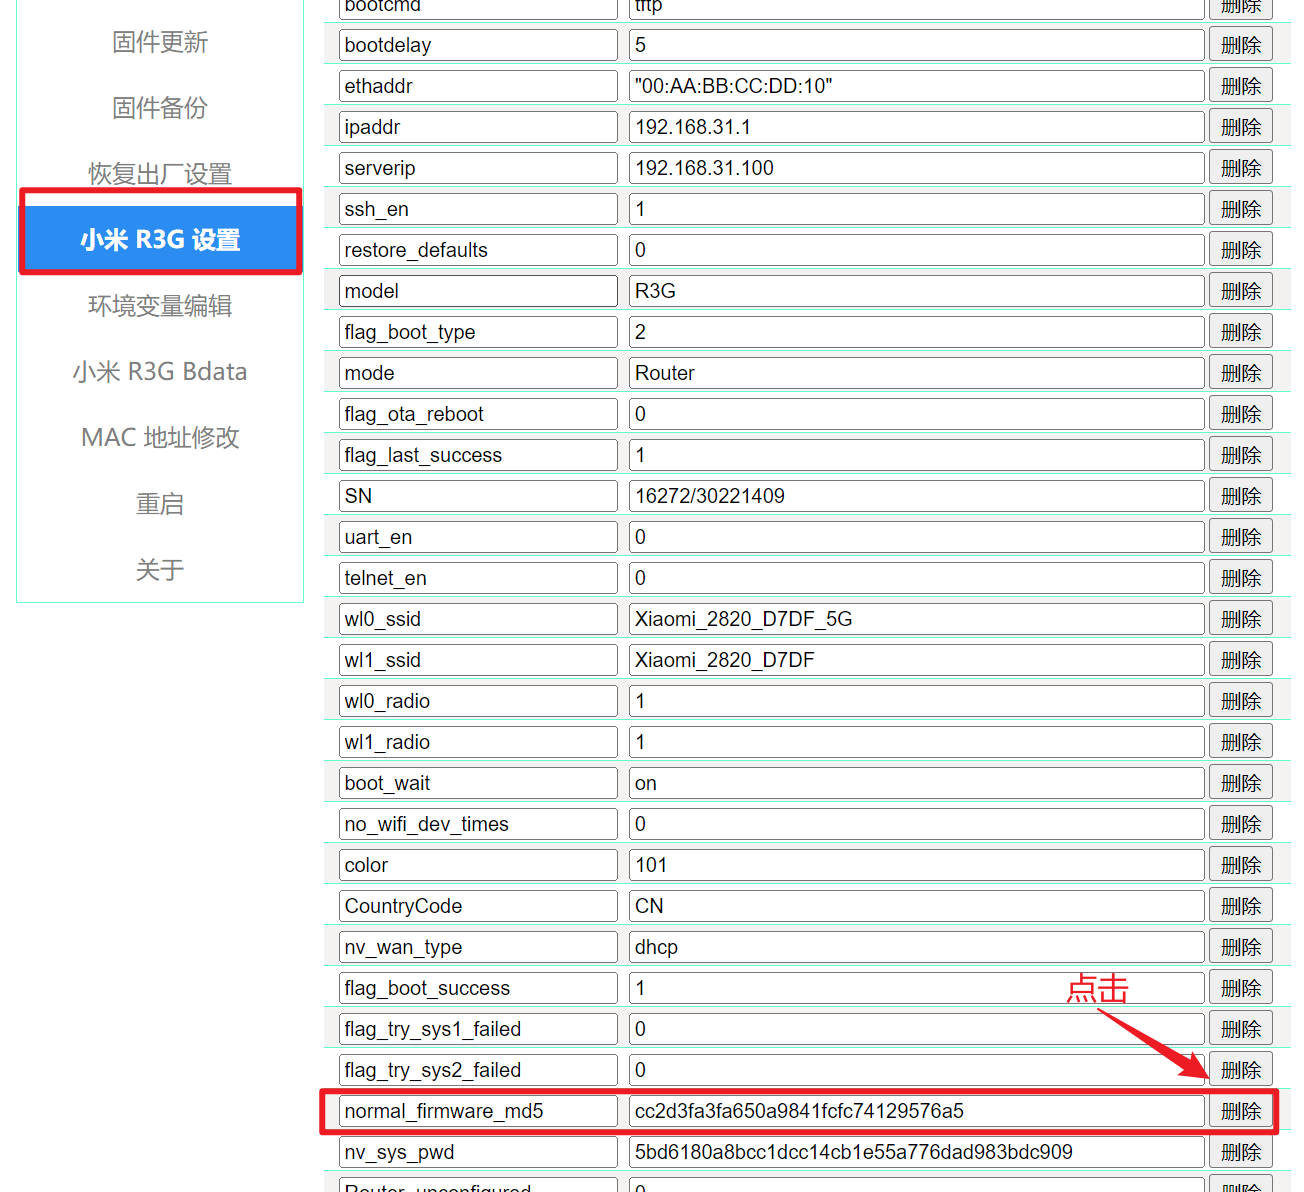 固件更新
固件备份
恢复出厂设置
小米 R3G 设置
环境变量编辑
小米 R3G Bdata
MAC 地址修改
重启
关于
bootcmd tftp 删除
bootdelay 5 删除
ethaddr "00:AA:BB:CC:DD:10" 删除
ipaddr 192.168.31.1 删除
serverip 192.168.31.100 删除
ssh_en 1 删除
restore_defaults 0 删除
model R3G 删除
flag_boot_type 2 删除
mode Router 删除
flag_ota_reboot 0 删除
flag_last_success 1 删除
SN 16272/30221409 删除
uart_en 0 删除
telnet_en 0 删除
wl0_ssid Xiaomi_2820_D7DF_5G 删除
wl1_ssid Xiaomi_2820_D7DF 删除
wl0_radio 1 删除
wl1_radio 1 删除
boot_wait on 删除
no_wifi_dev_times 0 删除
color 101 删除
CountryCode CN 删除
nv_wan_type dhcp 删除
flag_boot_success 1 删除
点击
flag_try_sys1_failed 0 删除
flag_try_sys2_failed 0 删除
normal_firmware_md5 cc2d3fa3fa650a9841fcfc74129576a5 删除
nv_sys_pwd 5bd6180a8bcc1dcc14cb1e55a776dad983bdc909 删除
Router_unconfigured 0 删除